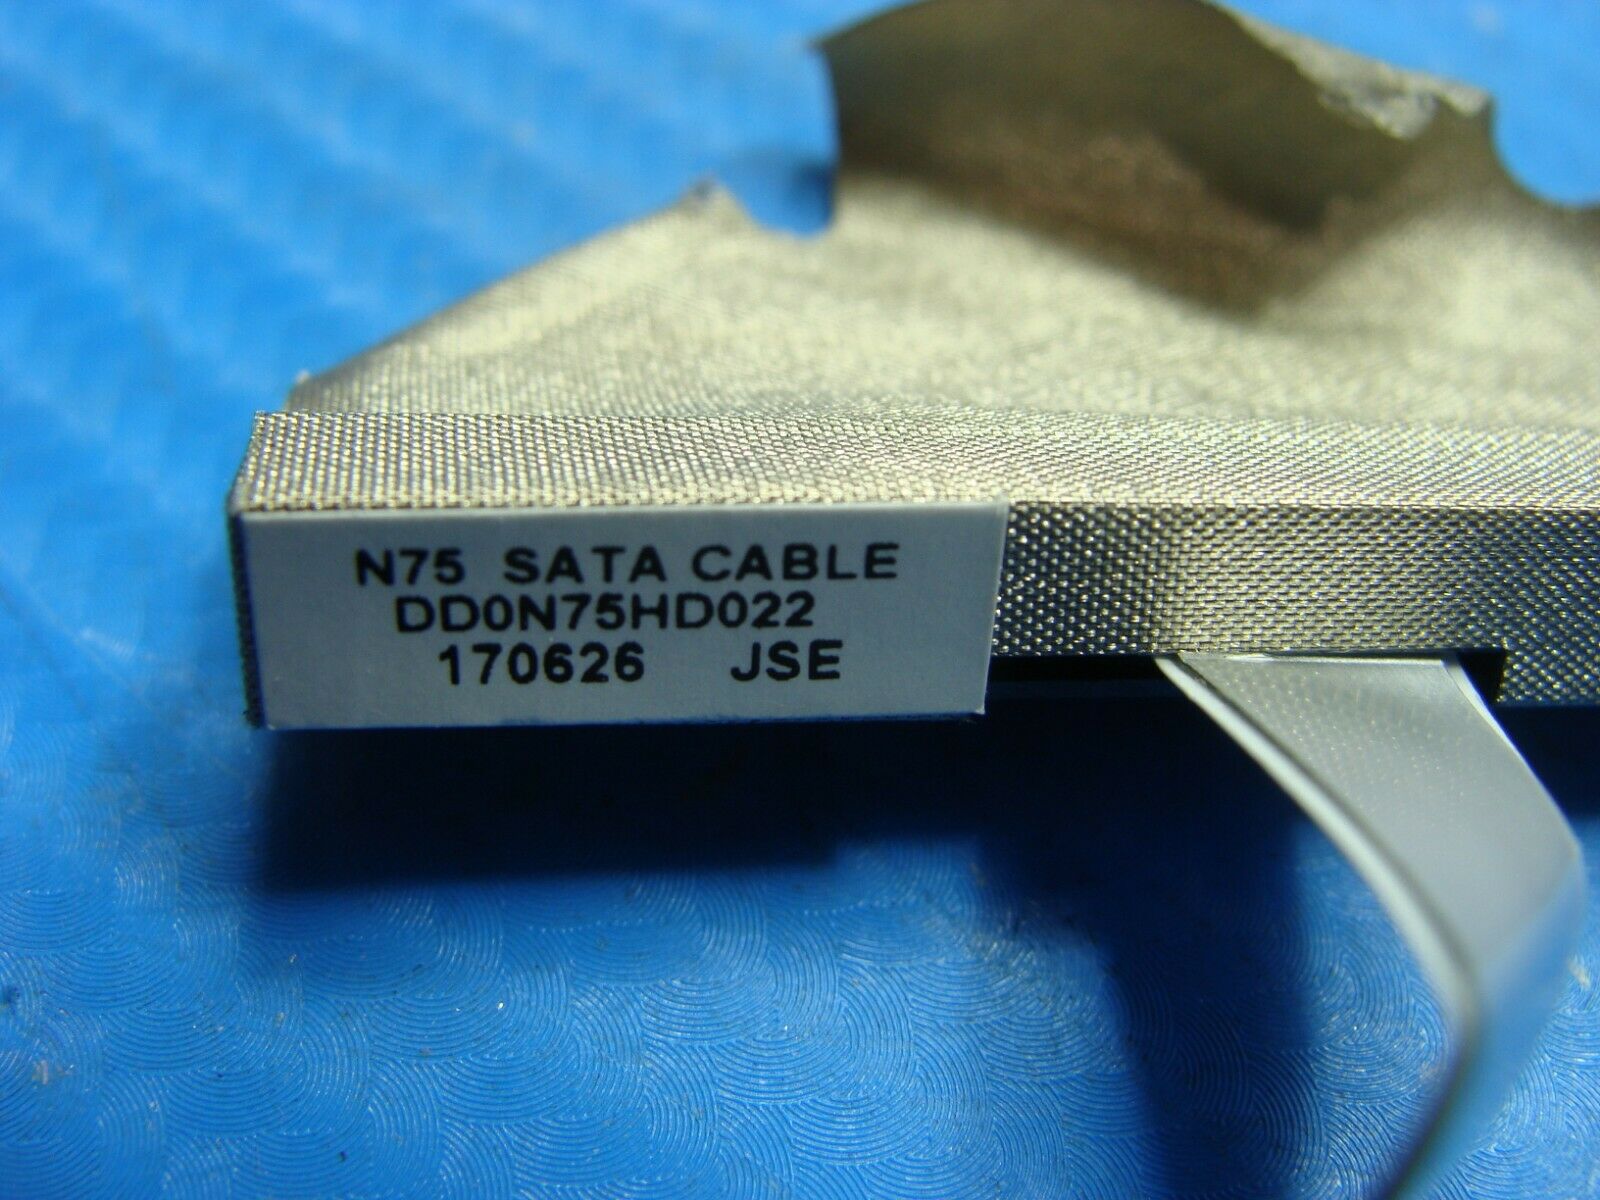 N75 SATA CABLE
DD0N75HD022
170626 JSE